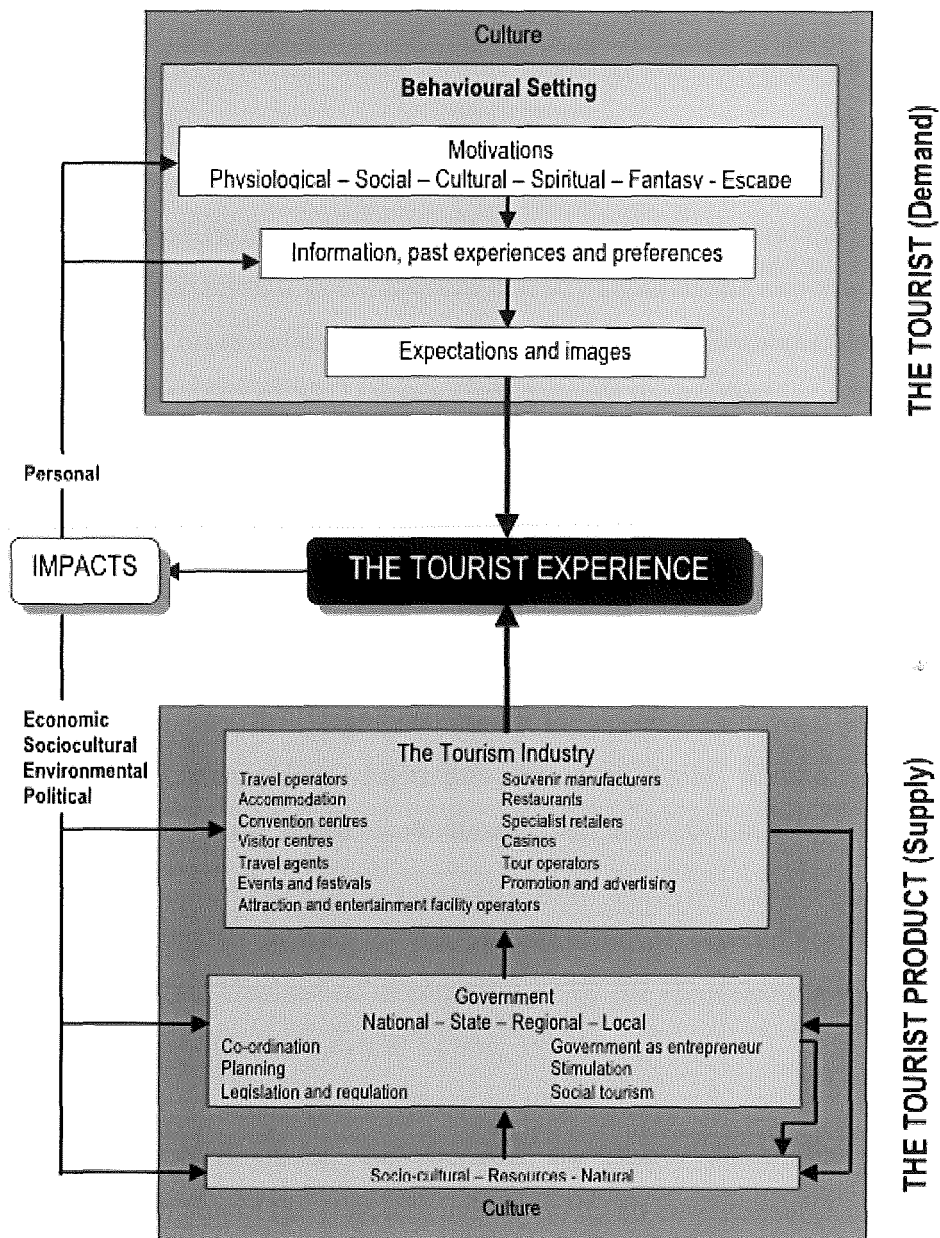 Culture
Behavioural Setting
Motivations
Physiological – Social – Cultural – Spiritual – Fantasy - Escape
Information, past experiences and preferences
Expectations and images
THE TOURIST (Demand)
Personal
IMPACTS
THE TOURIST EXPERIENCE
Economic
Sociocultural
Environmental
Political
The Tourism Industry
Travel operators
Accommodation
Convention centres
Visitor centres
Travel agents
Events and festivals
Attraction and entertainment facility operators
Souvenir manufacturers
Restaurants
Specialist retailers
Casinos
Tour operators
Promotion and advertising
Government
National – State – Regional – Local
Co-ordination
Planning
Legislation and regulation
Government as entrepreneur
Stimulation
Social tourism
Socio-cultural – Resources - Natural
Culture
THE TOURIST PRODUCT (Supply)